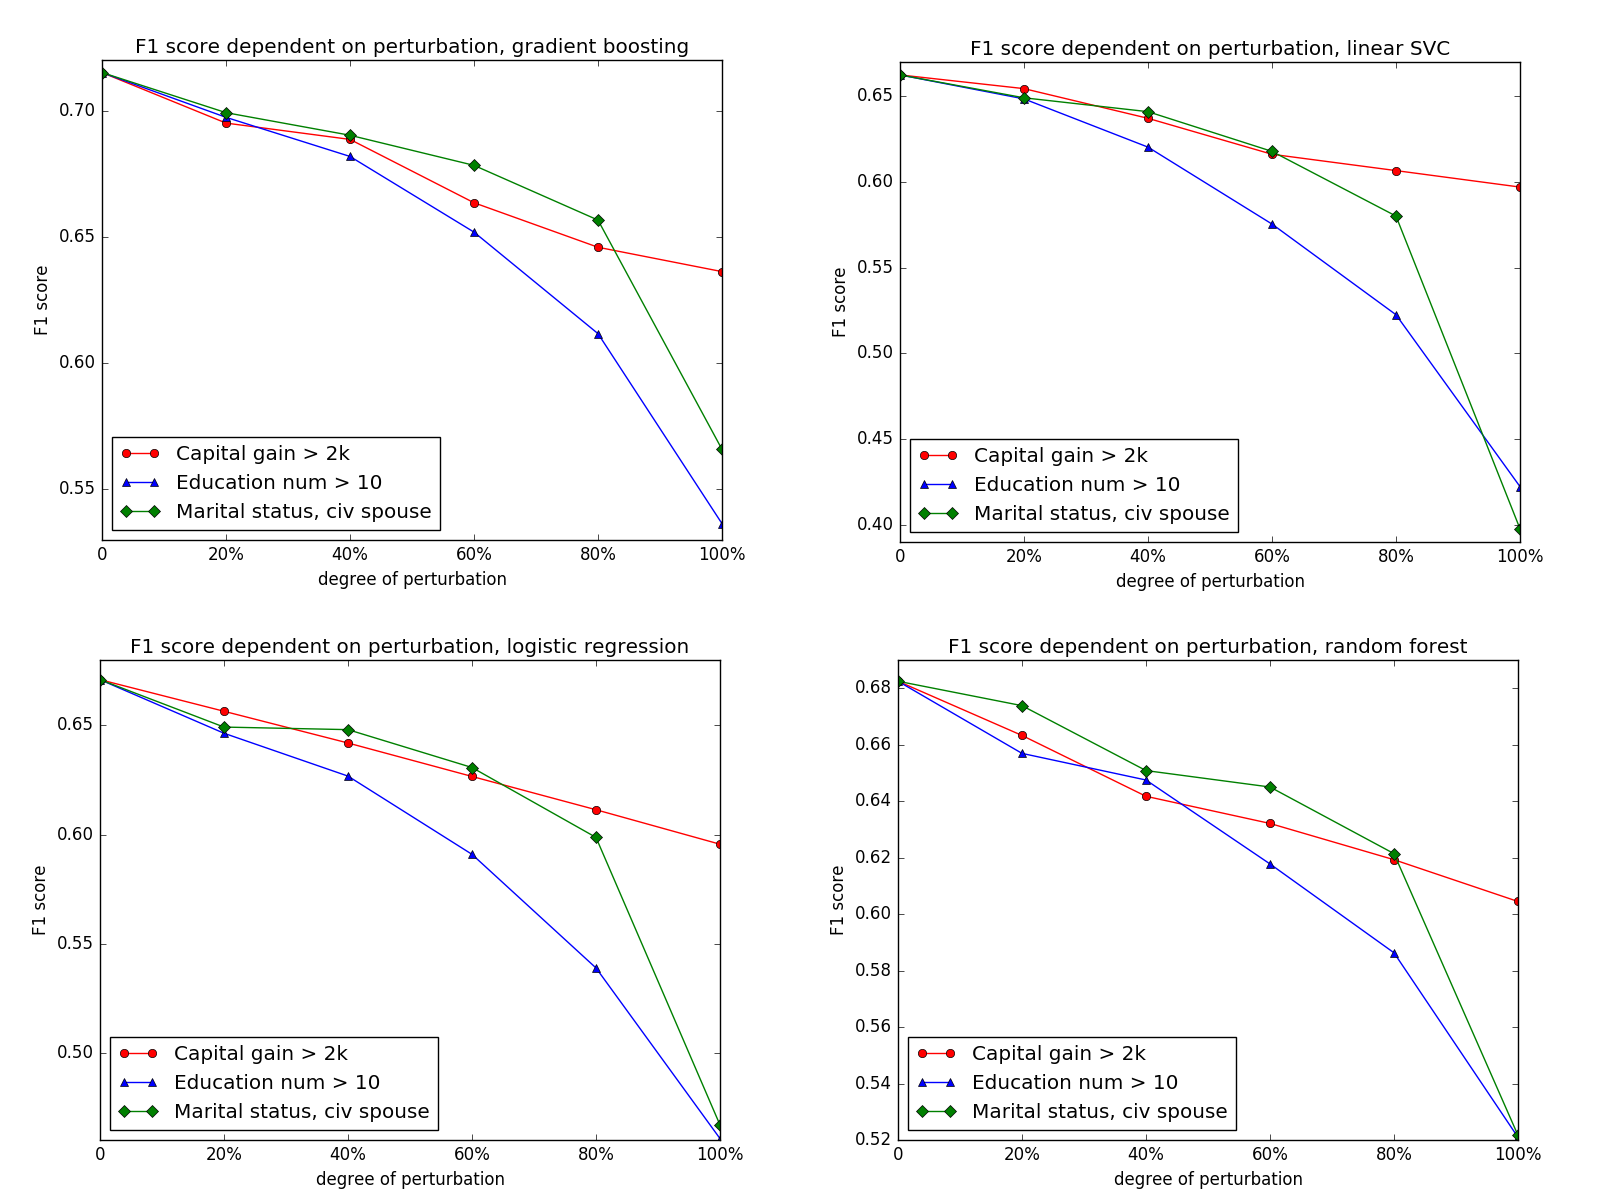 F1 score dependent on perturbation, gradient boosting
0.70
0.65
0.60
0.55
F1 score
Capital gain > 2k
Education num > 10
Marital status, civ spouse
0 20% 40% 60% 80% 100%
degree of perturbation
F1 score dependent on perturbation, linear SVC
0.65
0.60
0.55
0.50
0.45
0.40
F1 score
Capital gain > 2k
Education num > 10
Marital status, civ spouse
0 20% 40% 60% 80% 100%
degree of perturbation
F1 score dependent on perturbation, logistic regression
0.65
0.60
0.55
0.50
F1 score
Capital gain > 2k
Education num > 10
Marital status, civ spouse
0 20% 40% 60% 80% 100%
degree of perturbation
F1 score dependent on perturbation, random forest
0.68
0.66
0.64
0.62
0.60
0.58
0.56
0.54
0.52
F1 score
Capital gain > 2k
Education num > 10
Marital status, civ spouse
0 20% 40% 60% 80% 100%
degree of perturbation